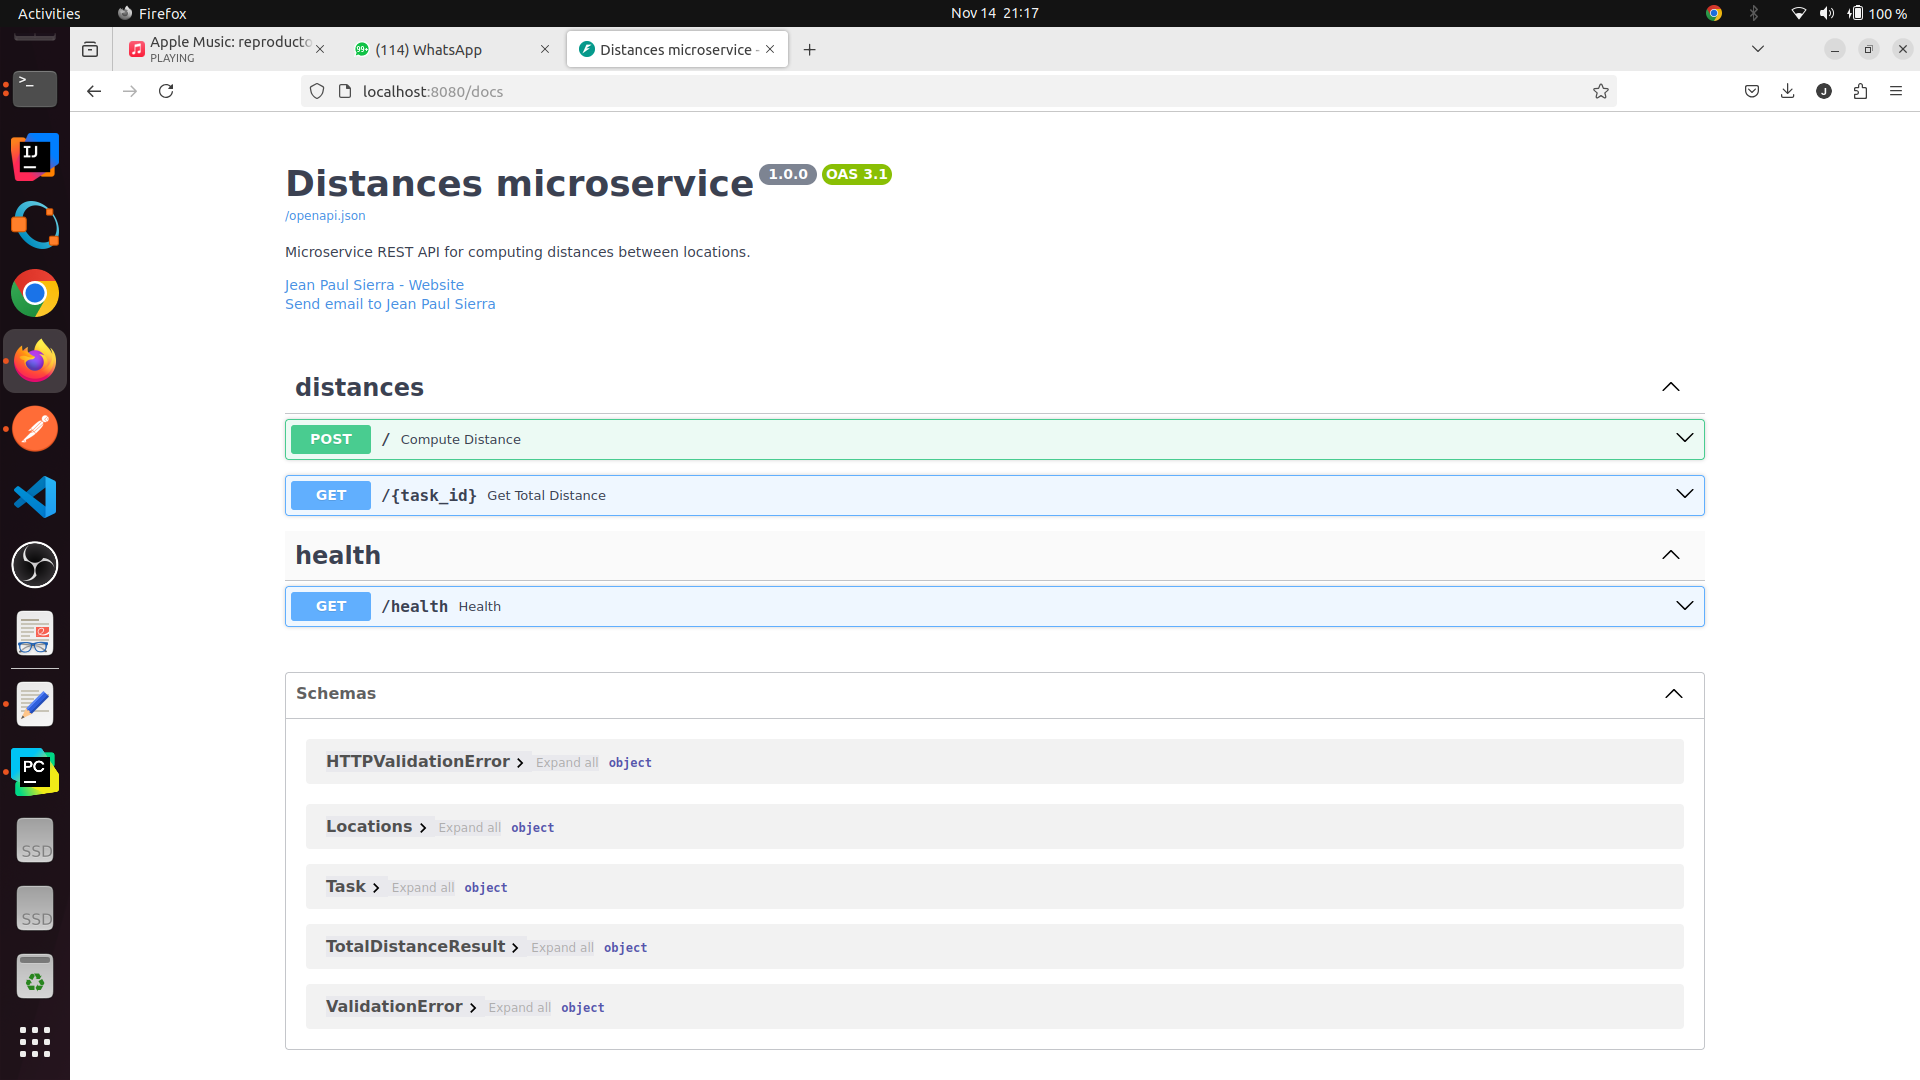 Activities
Firefox
Nov 14 21:17
100 %
Apple Music: reproducto
PLAYING
(114) WhatsApp
Distances microservice -
localhost:8080/docs
Distances microservice 1.0.0 OAS 3.1
/openapi.json
Microservice REST API for computing distances between locations.
Jean Paul Sierra - Website
Send email to Jean Paul Sierra
distances
POST / Compute Distance
GET /{task_id} Get Total Distance
health
GET /health Health
Schemas
HTTPValidationError Expand all object
Locations Expand all object
Task Expand all object
TotalDistanceResult Expand all object
ValidationError Expand all object
>_
IJ
PC
SSD
SSD
99+
J